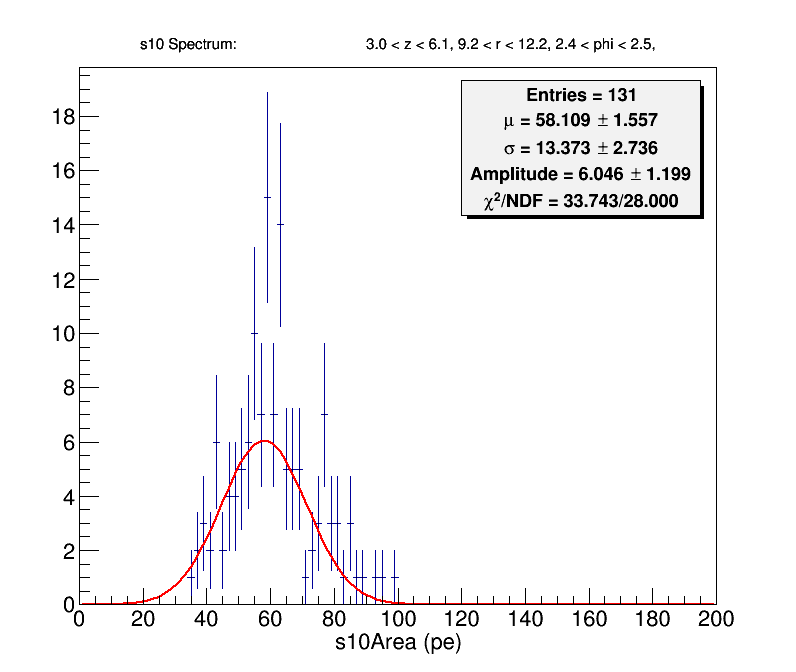 s10 Spectrum: 3.0 < z < 6.1, 9.2 < r < 12.2, 2.4 < phi < 2.5,
Entries = 131
μ = 58.109 ± 1.557
σ = 13.373 ± 2.736
Amplitude = 6.046 ± 1.199
χ²/NDF = 33.743/28.000
18
16
14
12
10
8
6
4
2
0
0 20 40 60 80 100 120 140 160 180 200
s10Area (pe)